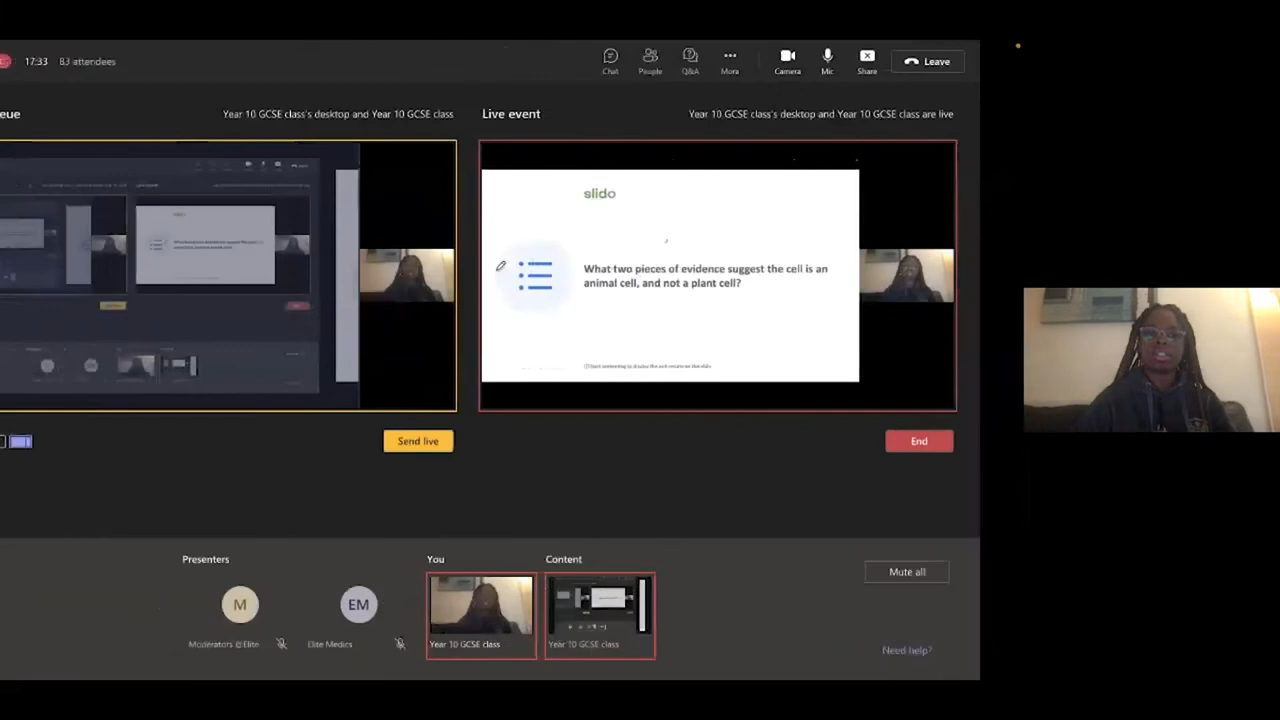 17:33 83 attendees
Chat People Q&A More Camera Mic Share Leave
eue Year 10 GCSE class's desktop and Year 10 GCSE class
Live event Year 10 GCSE class's desktop and Year 10 GCSE class are live
slido
What two pieces of evidence suggest the cell is an
animal cell, and not a plant cell?
Send live
End
Presenters You Content
Mute all
M EM
Moderators @Elite Elite Medics Year 10 GCSE class Year 10 GCSE class
Need help?